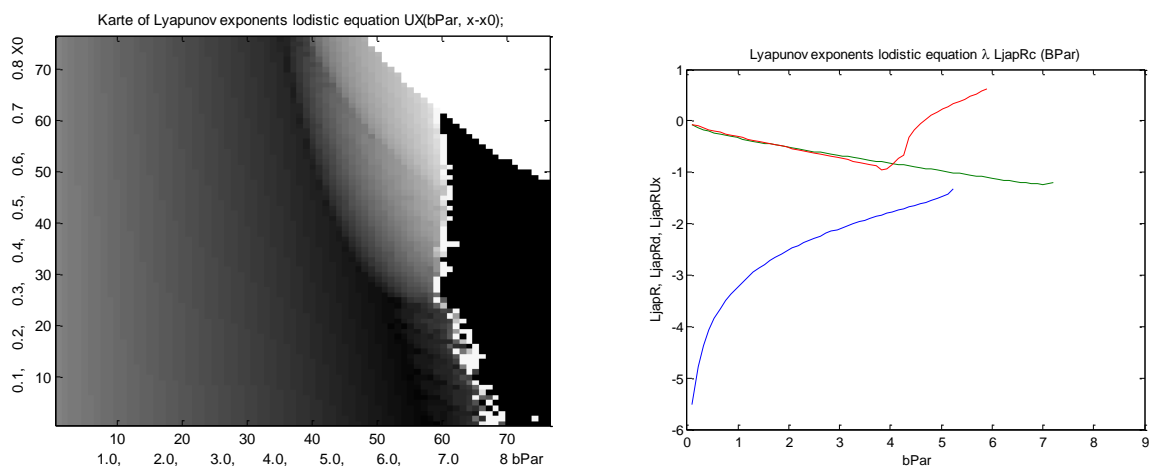 Karte of Lyapunov exponents lodistic equation UX(bPar, x-x0);
0.1, 0.2, 0.3, 0.4, 0.5, 0.6, 0.7 0.8 X0
70
60
50
40
30
20
10
10 20 30 40 50 60 70
1.0, 2.0, 3.0, 4.0, 5.0, 6.0, 7.0 8 bPar
Lyapunov exponents lodistic equation λ LjapRc (BPar)
LjapR, LjapRd, LjapRUx
1
0
-1
-2
-3
-4
-5
-6
0 1 2 3 4 5 6 7 8 9
bPar